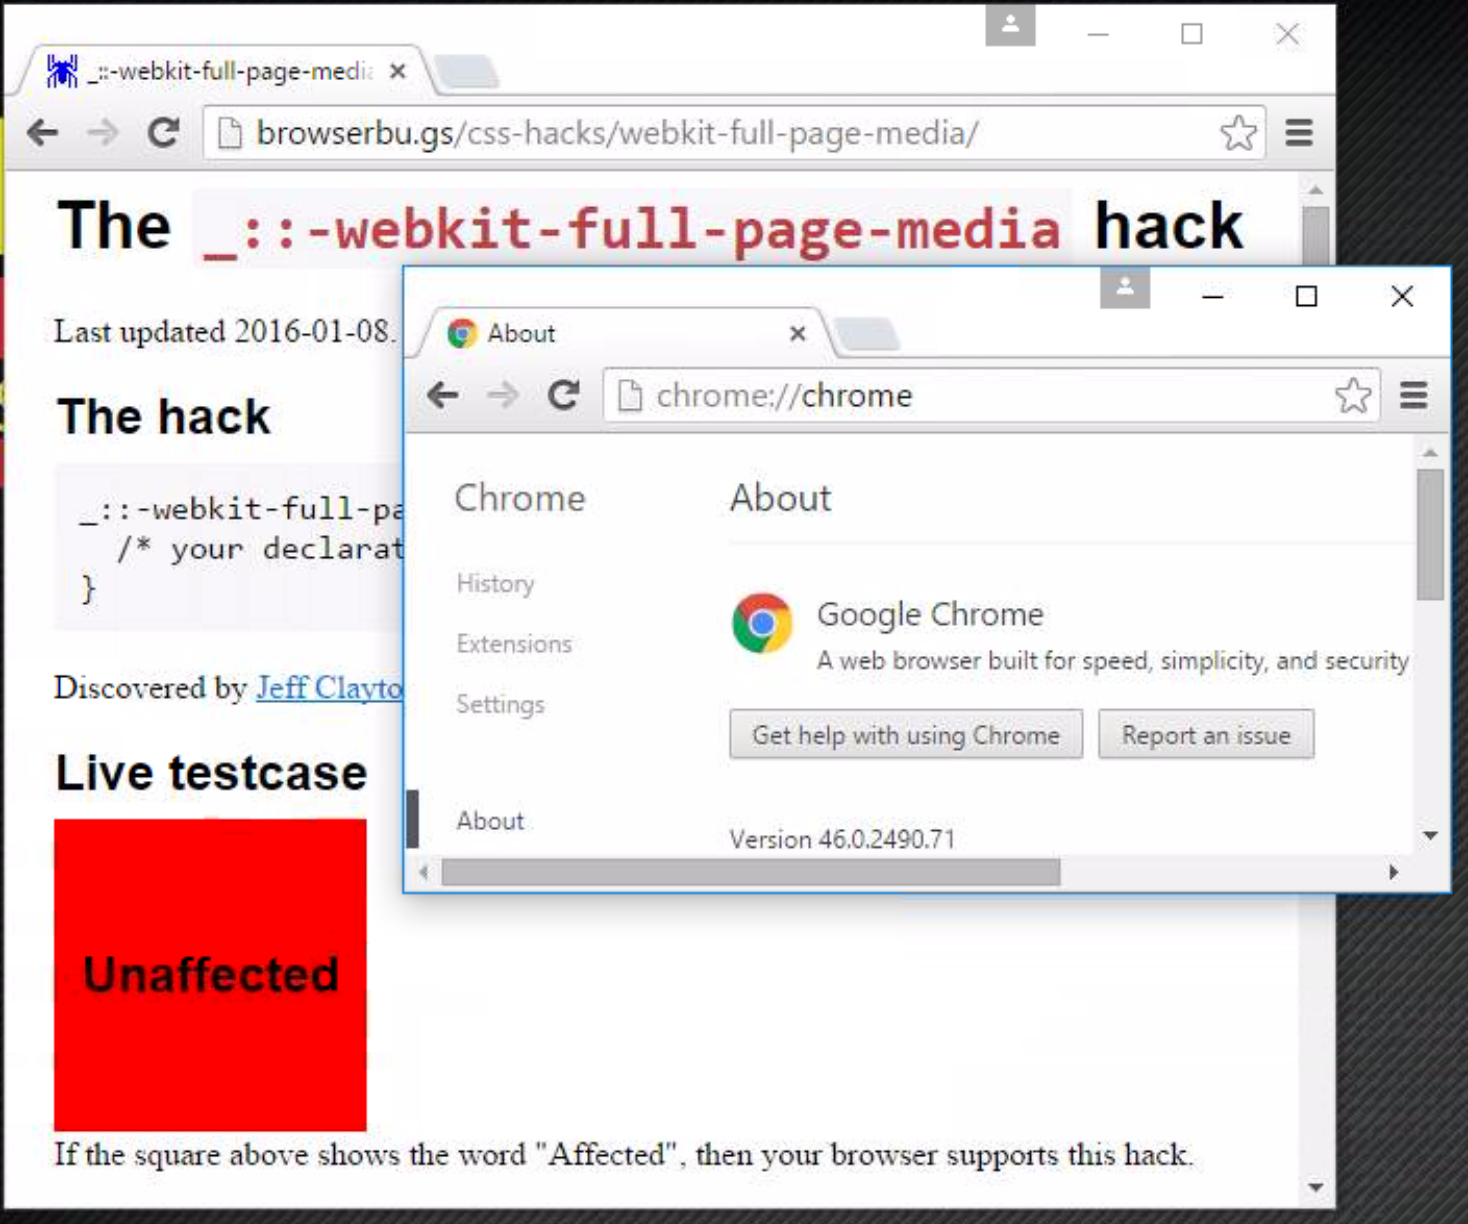 _::-webkit-full-page-media
browserbu.gs/css-hacks/webkit-full-page-media/
The _::-webkit-full-page-media hack
Last updated 2016-01-08.
The hack
_::-webkit-full-pa
/* your declarat
}
Discovered by Jeff Clayto
Live testcase
Unaffected
If the square above shows the word "Affected", then your browser supports this hack.
About
chrome://chrome
Chrome
History
Extensions
Settings
About
About
Google Chrome
A web browser built for speed, simplicity, and security
Get help with using Chrome
Report an issue
Version 46.0.2490.71